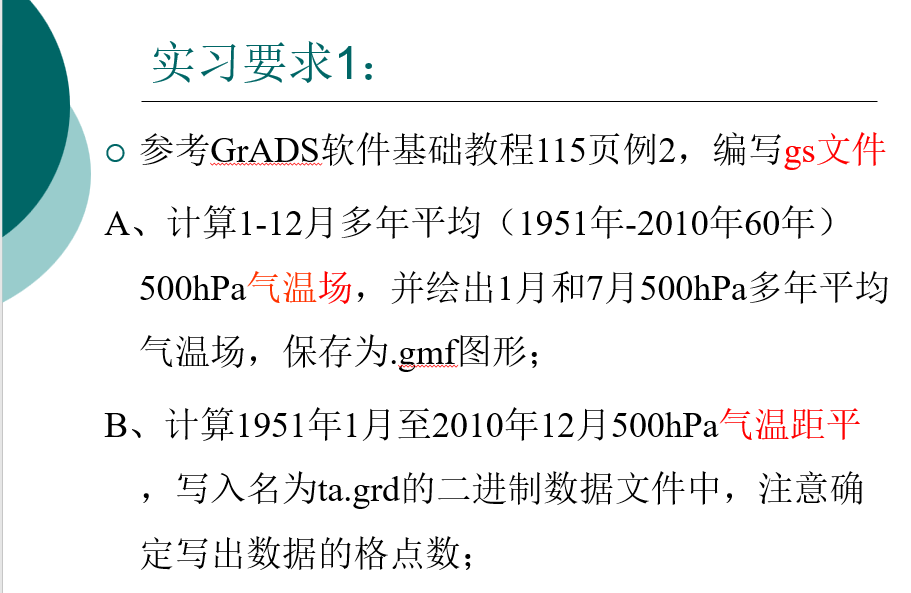 实习要求1：
参考GrADS软件基础教程115页例2，编写gs文件
A、计算1-12月多年平均（1951年-2010年60年）
500hPa气温场，并绘出1月和7月500hPa多年平均
气温场，保存为.gmf图形；
B、计算1951年1月至2010年12月500hPa气温距平
，写入名为ta.grd的二进制数据文件中，注意确
定写出数据的格点数；